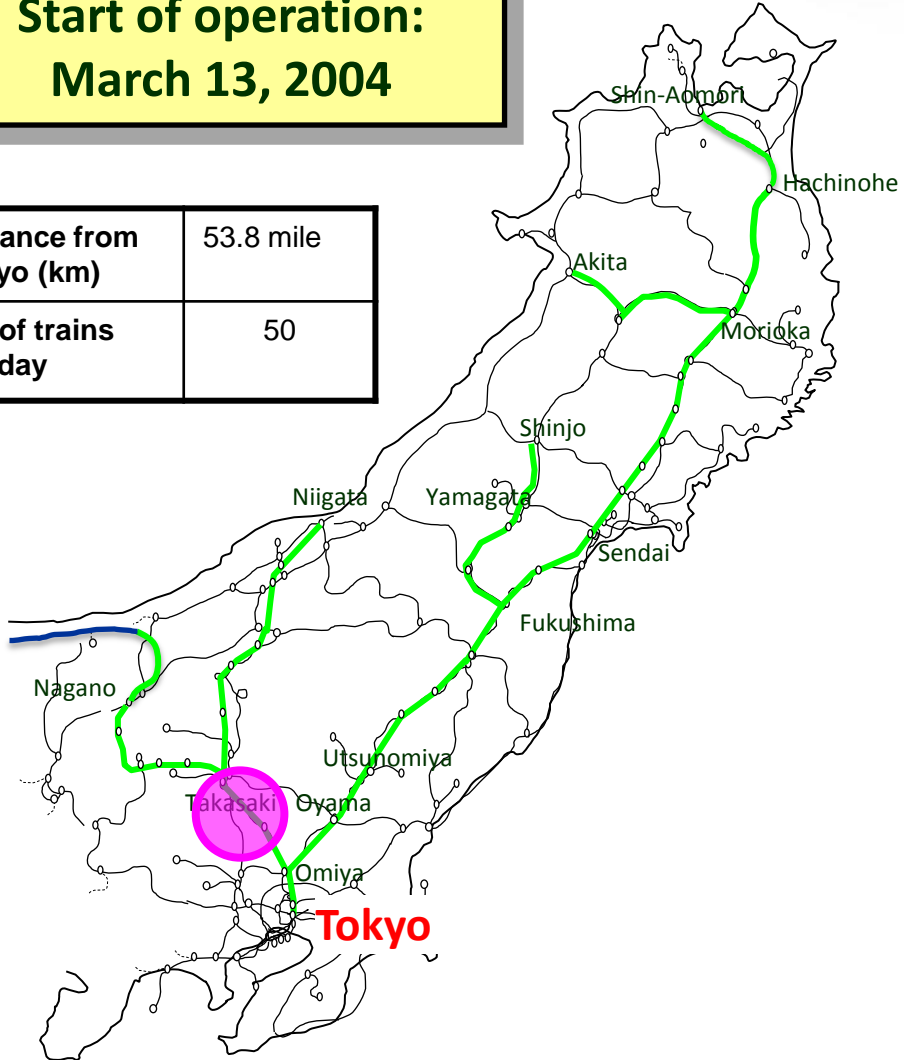 Start of operation:
March 13, 2004
ance from
yo (km)
53.8 mile
of trains
day
50
Shin-Aomori
Hachinohe
Akita
Morioka
Shinjo
Niigata
Yamagata
Sendai
Fukushima
Nagano
Utsunomiya
Takasaki
Oyama
Omiya
Tokyo